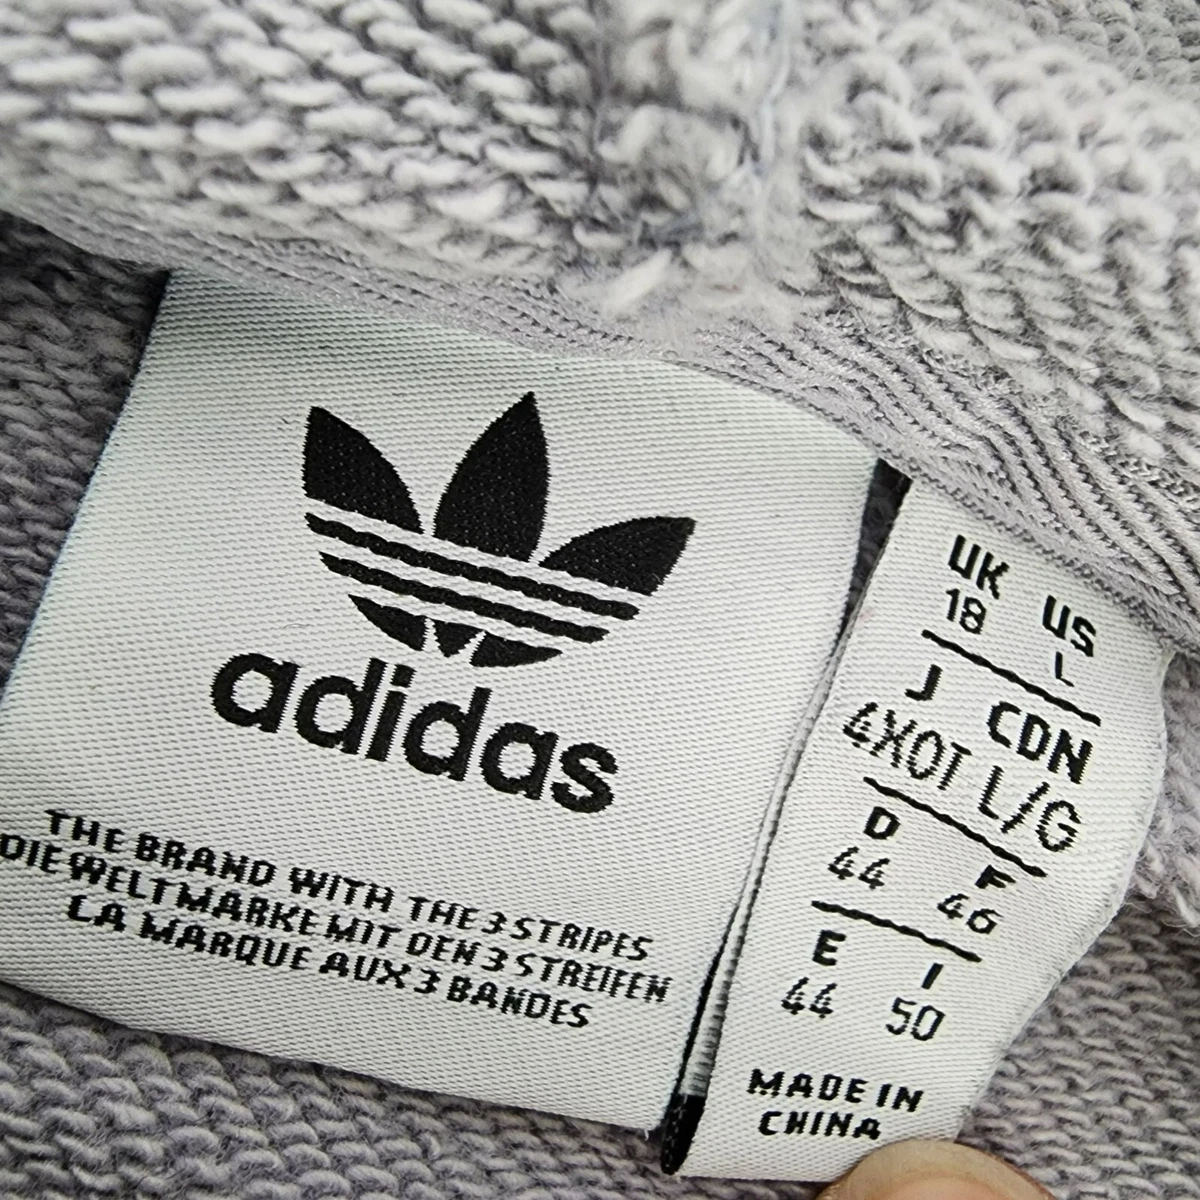 adidas
THE BRAND WITH THE 3 STRIPES
DIE WELTMARKE MIT DEN 3 STREIFEN
LA MARQUE AUX 3 BANDES
UK US
18 L
J CDN
4XOT L/G
D F
44 46
E I
44 50
MADE IN
CHINA